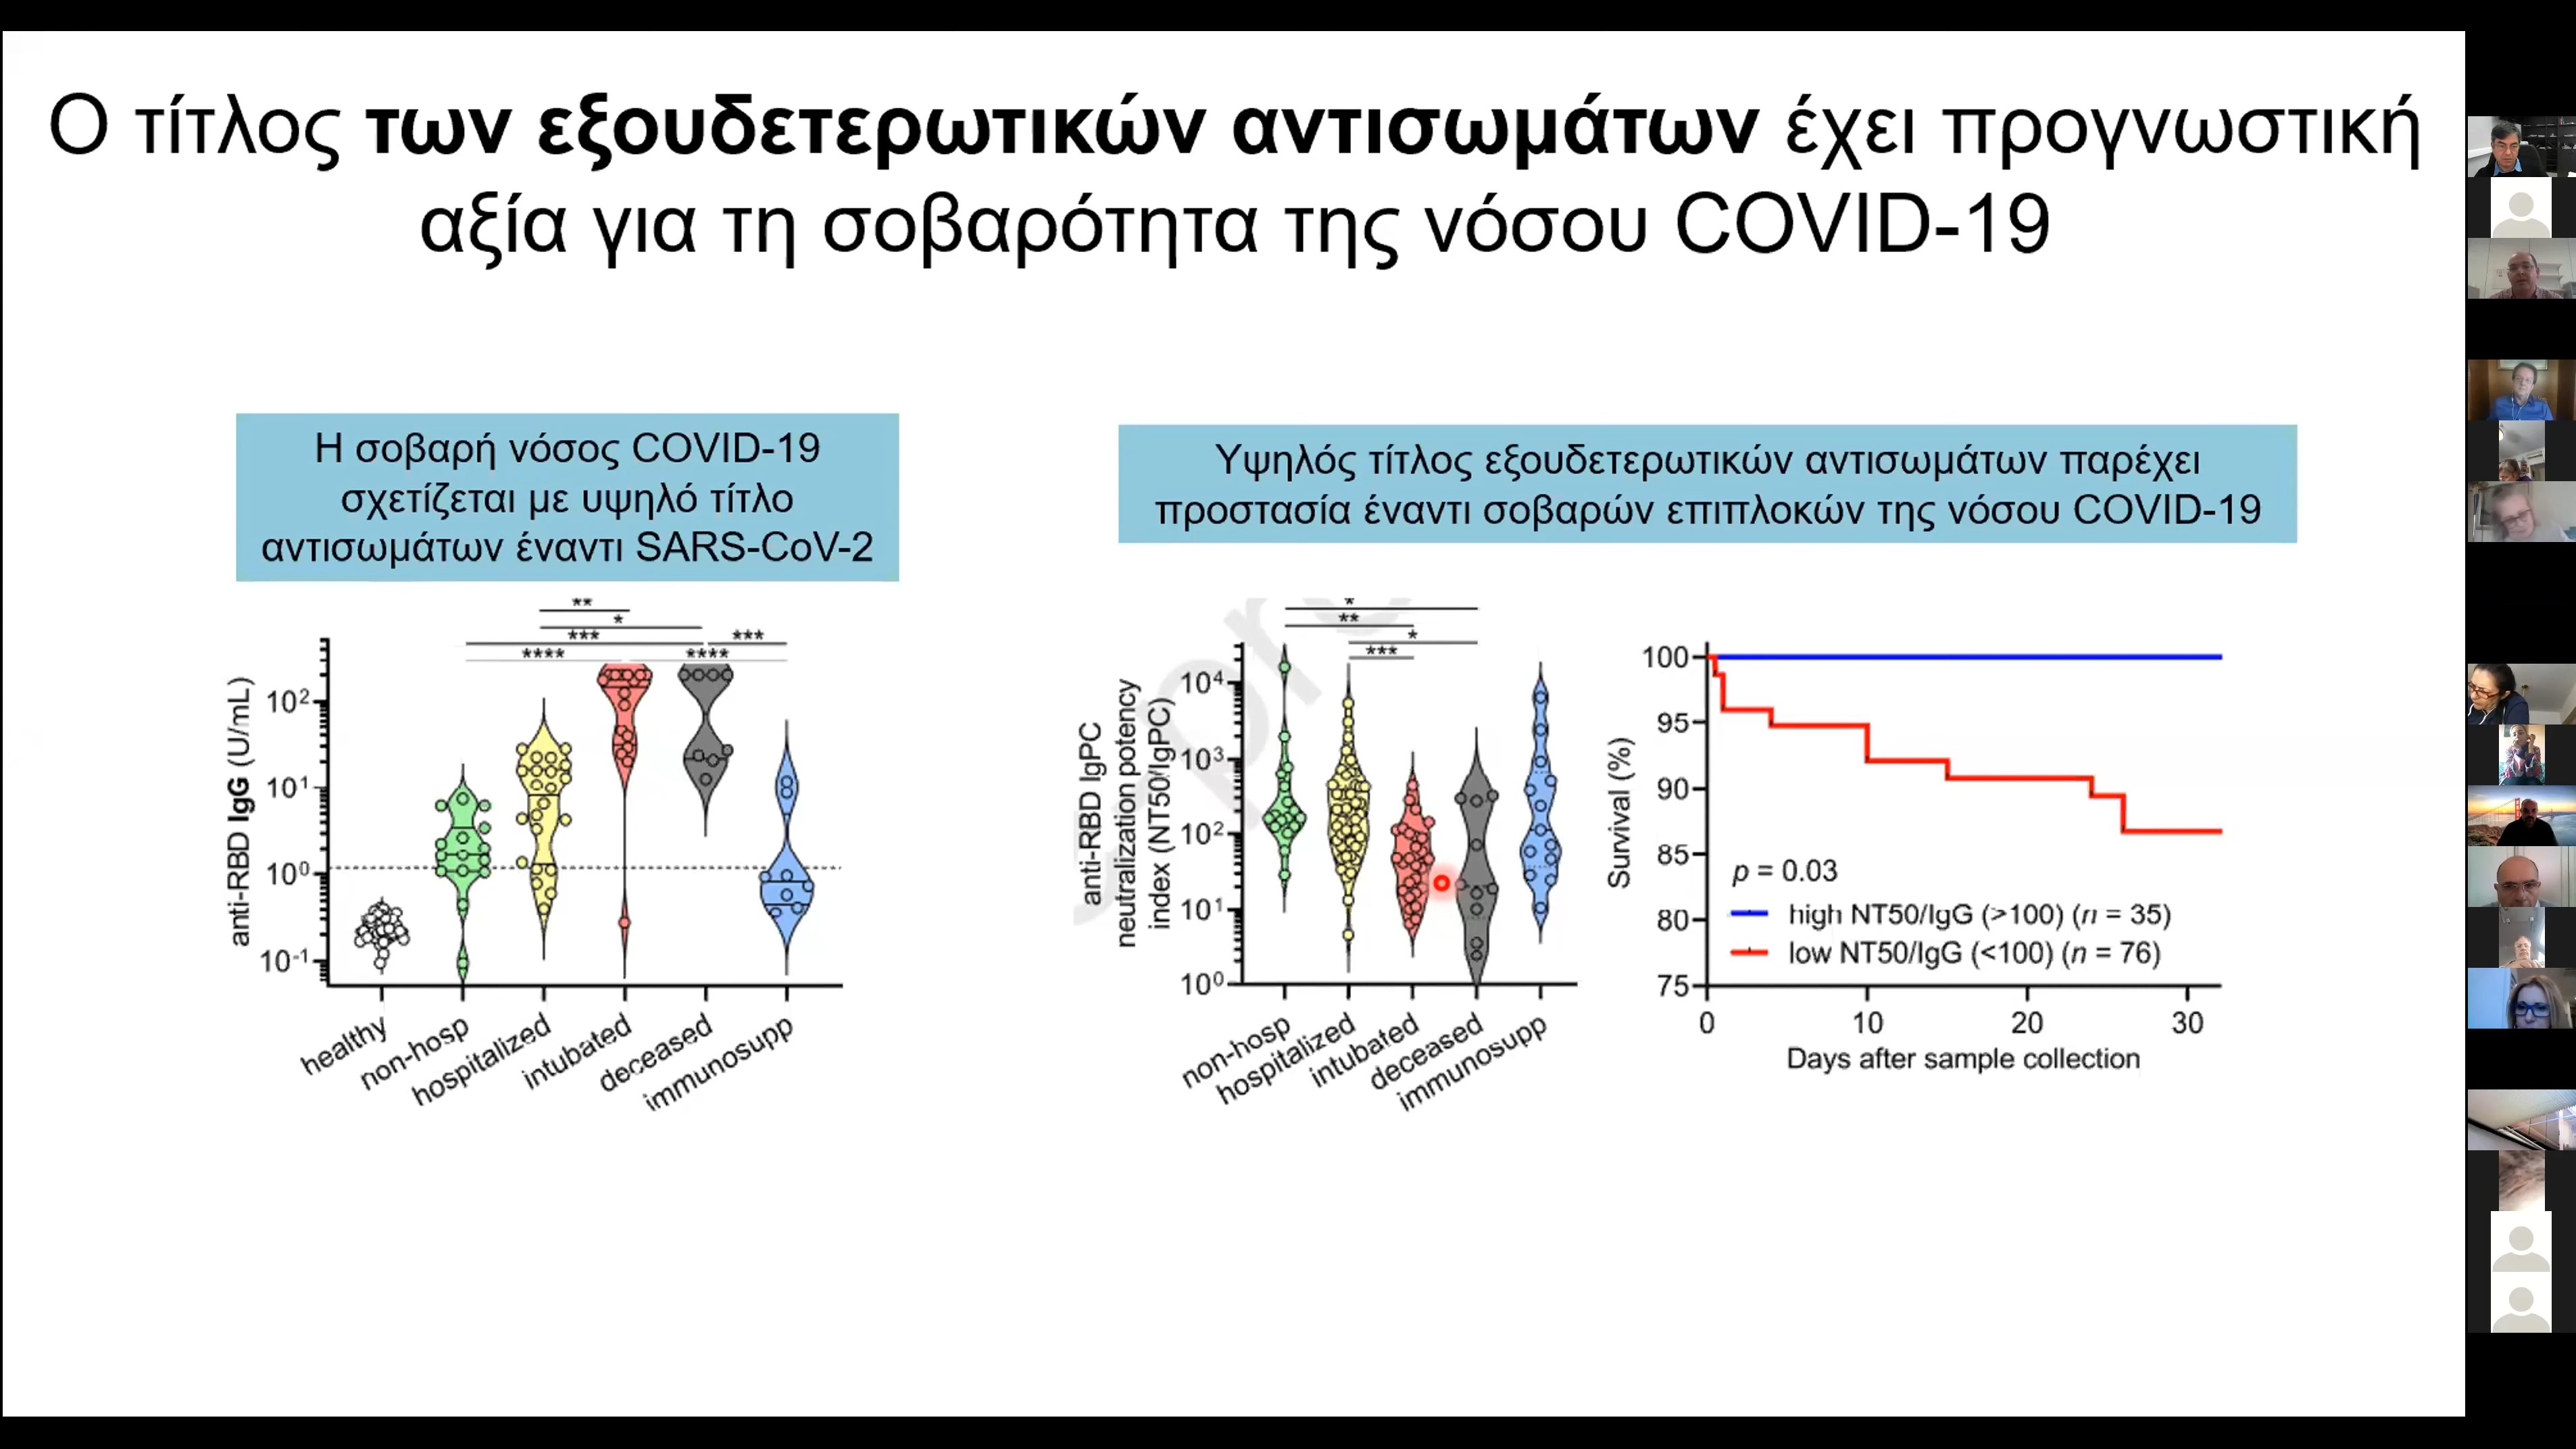 Ο τίτλος των εξουδετερωτικών αντισωμάτων έχει προγνωστική
αξία για τη σοβαρότητα της νόσου COVID-19
Η σοβαρή νόσος COVID-19
σχετίζεται με υψηλό τίτλο
αντισωμάτων έναντι SARS-CoV-2
Υψηλός τίτλος εξουδετερωτικών αντισωμάτων παρέχει
προστασία έναντι σοβαρών επιπλοκών της νόσου COVID-19
**
*
*** ***
**** ****
anti-RBD IgG (U/mL)
10²
10¹
10⁰
10⁻¹
healthy
non-hosp
hospitalized
intubated
deceased
immunosupp
*
**
*
***
anti-RBD IgPC
neutralization potency
index (NT50/IgPC)
10⁴
10³
10²
10¹
10⁰
non-hosp
hospitalized
intubated
deceased
immunosupp
Survival (%)
100
95
90
85
80
75
p = 0.03
high NT50/IgG (>100) (n = 35)
low NT50/IgG (<100) (n = 76)
0 10 20 30
Days after sample collection